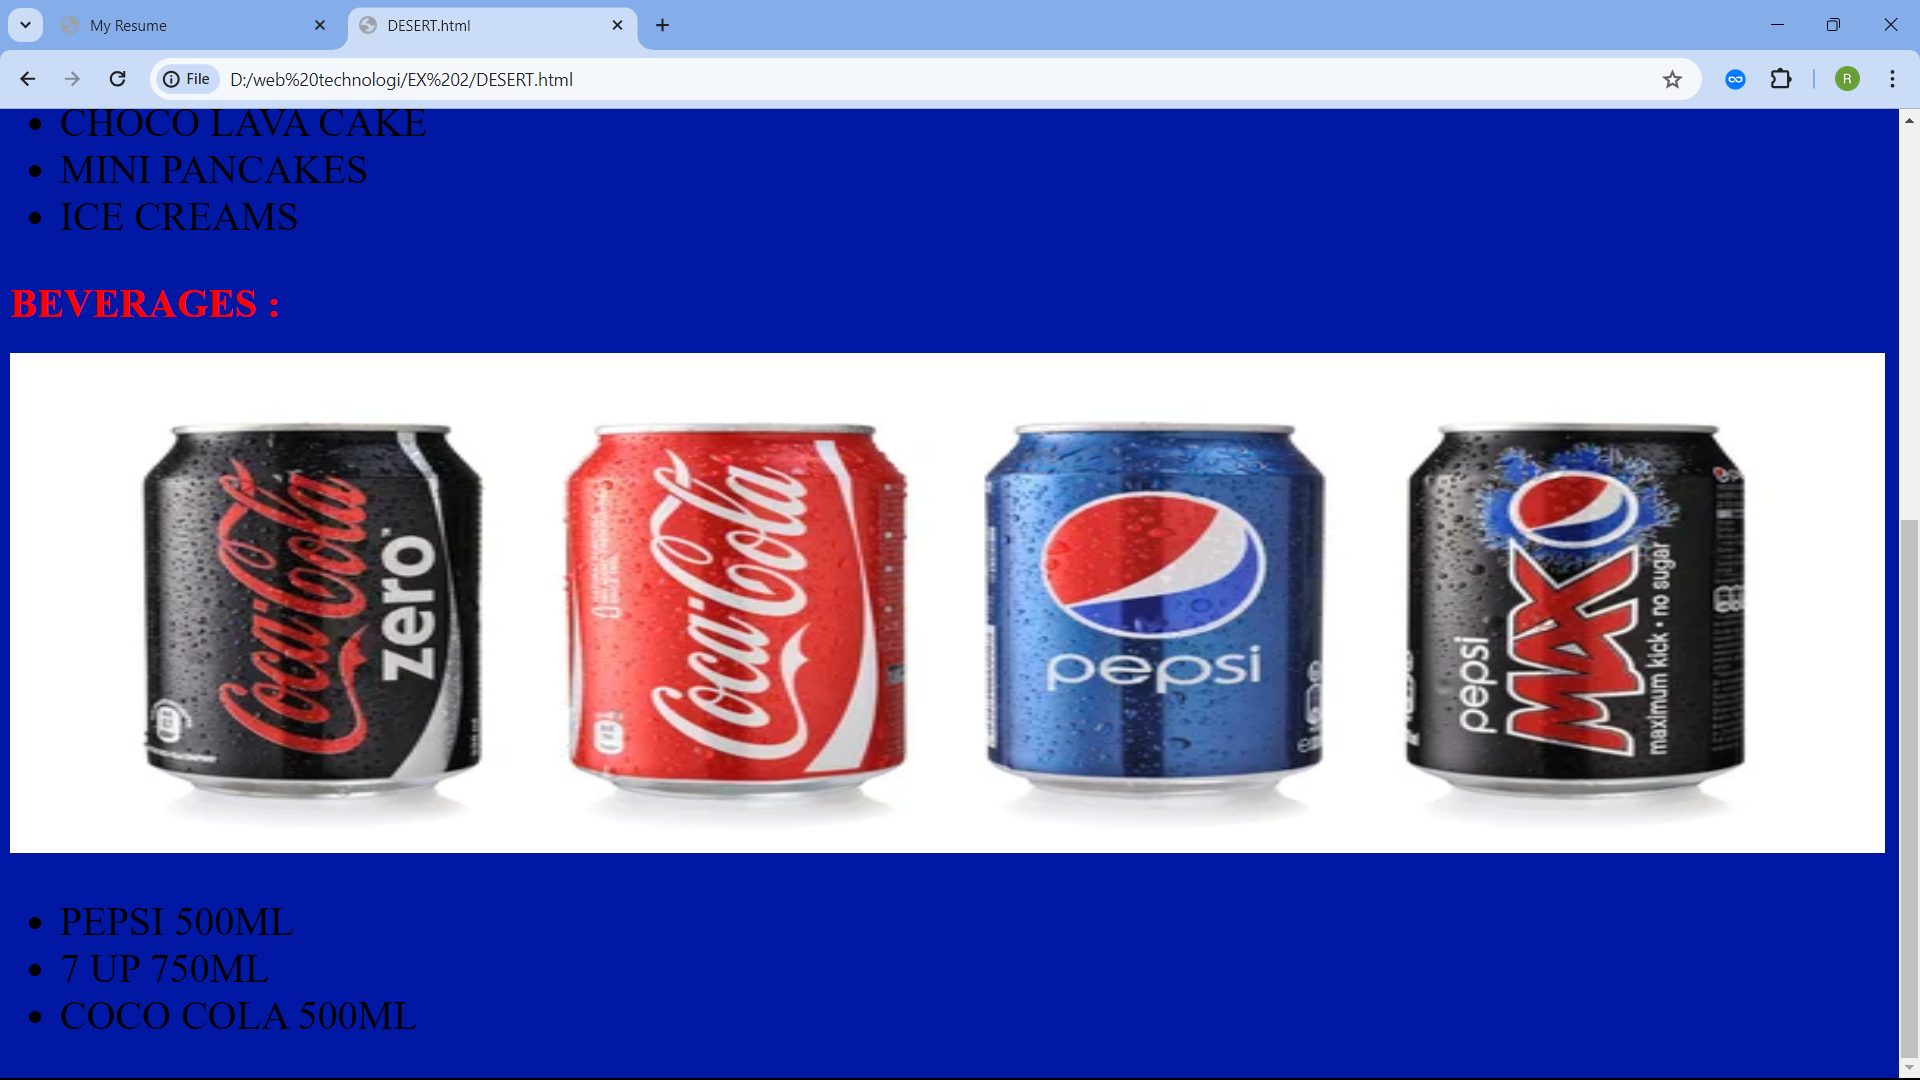 My Resume
DESERT.html
File
D:/web%20technologi/EX%202/DESERT.html
R
CHOCO LAVA CAKE
MINI PANCAKES
ICE CREAMS
BEVERAGES :
Coca-Cola zero
Coca-Cola
pepsi
pepsi MAX
maximum kick • no sugar
PEPSI 500ML
7 UP 750ML
COCO COLA 500ML